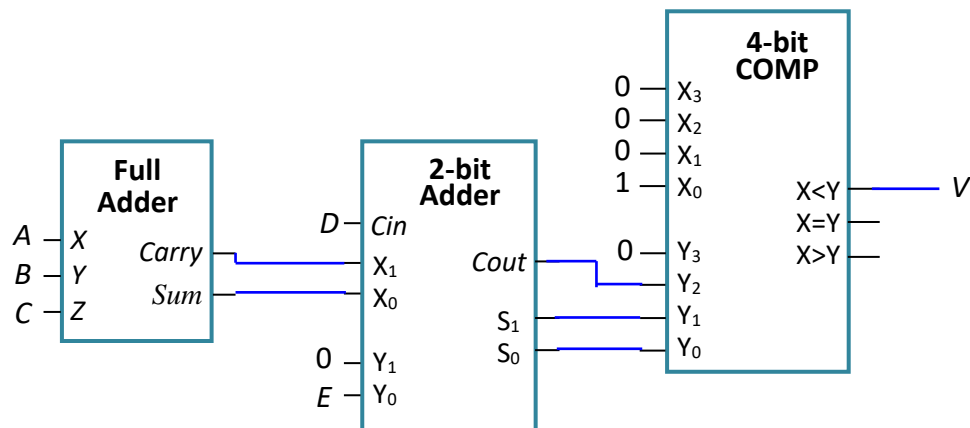 Full
Adder
A
B
C
X
Y
Z
Carry
Sum
2-bit
Adder
D
Cin
X₁
X₀
0
Y₁
E
Y₀
Cout
S₁
S₀
4-bit
COMP
0
X₃
0
X₂
0
X₁
1
X₀
0
Y₃
Y₂
Y₁
Y₀
X<Y
X=Y
X>Y
V